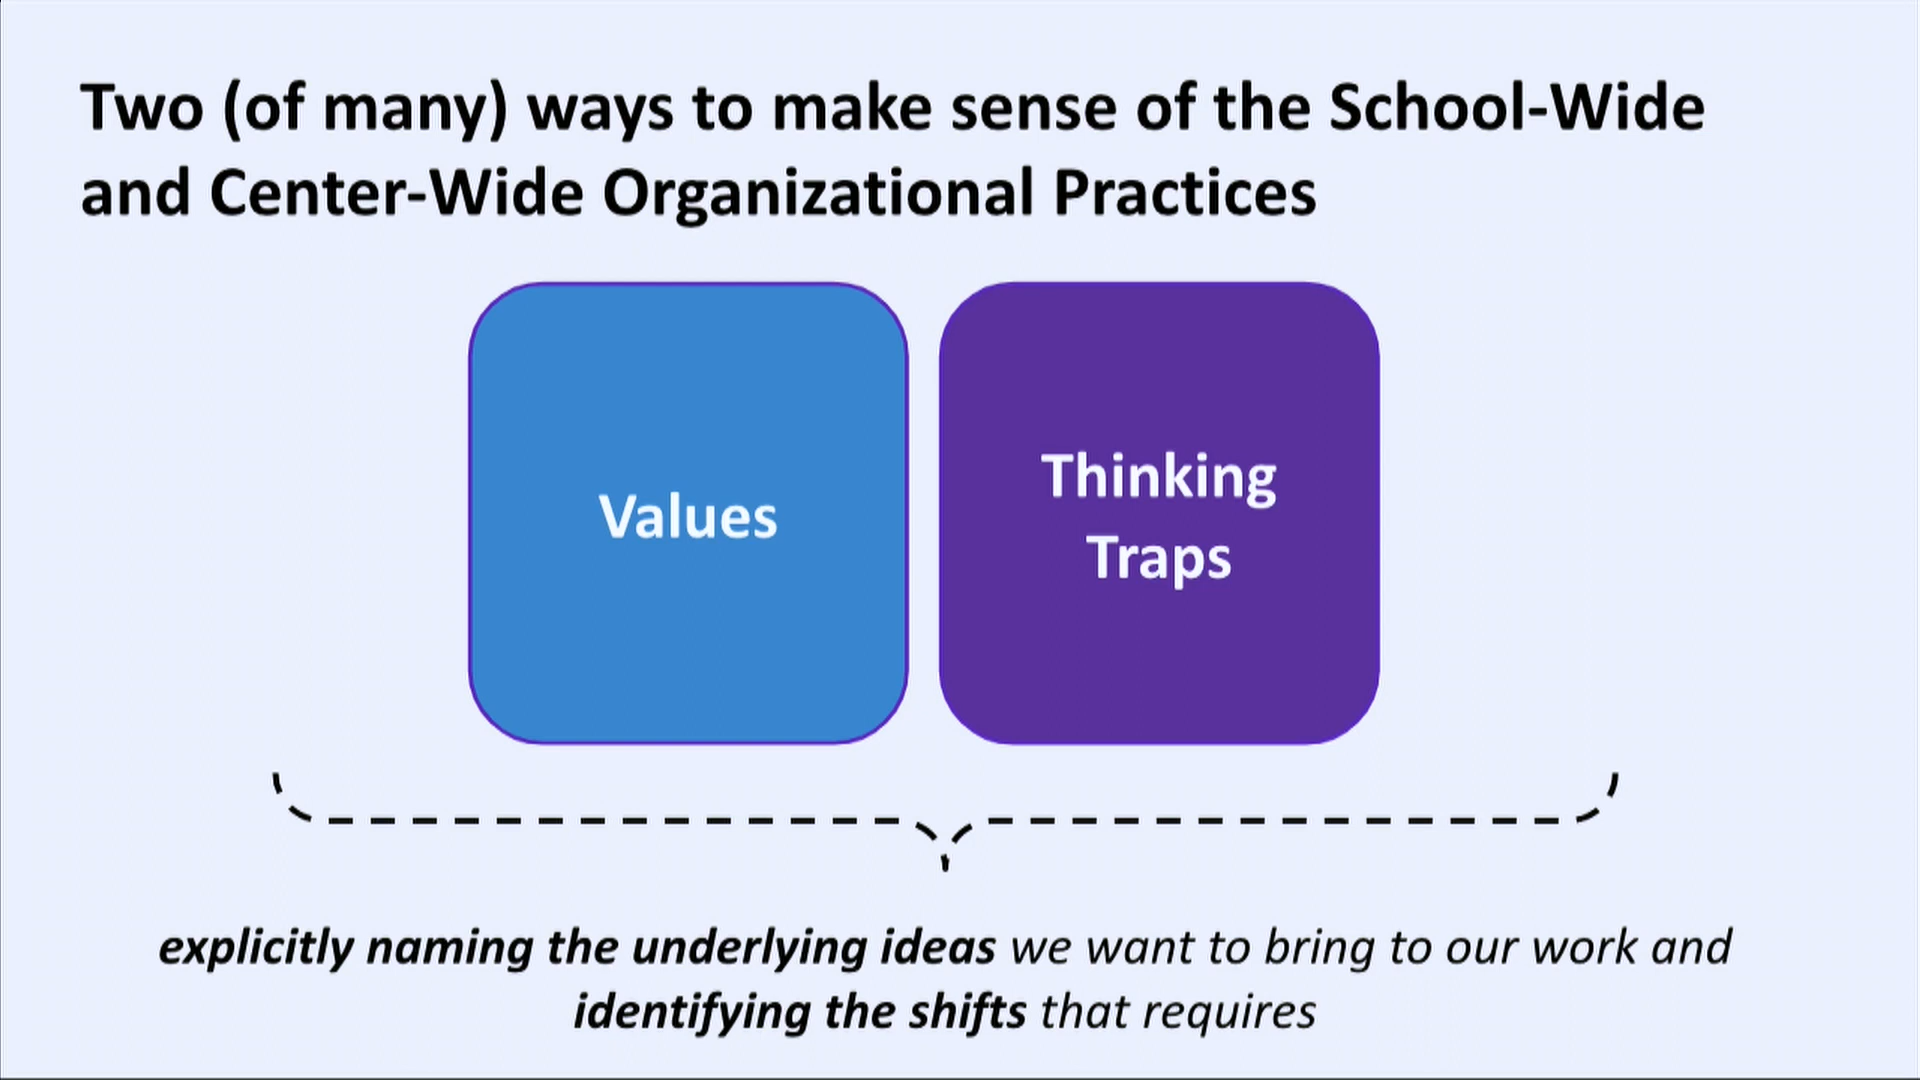 Two (of many) ways to make sense of the School-Wide
and Center-Wide Organizational Practices
Values
Thinking
Traps
explicitly naming the underlying ideas we want to bring to our work and
identifying the shifts that requires